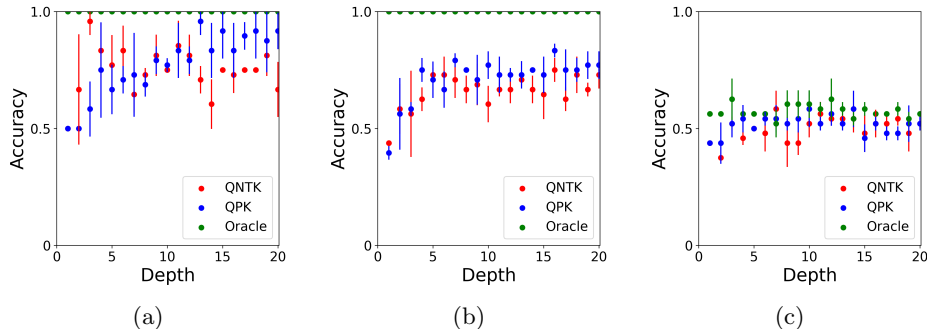 1.0
0.5
0
Accuracy
0
5
10
15
20
Depth
QNTK
QPK
Oracle
(a)
1.0
0.5
0
Accuracy
0
5
10
15
20
Depth
QNTK
QPK
Oracle
(b)
1.0
0.5
0
Accuracy
0
5
10
15
20
Depth
QNTK
QPK
Oracle
(c)